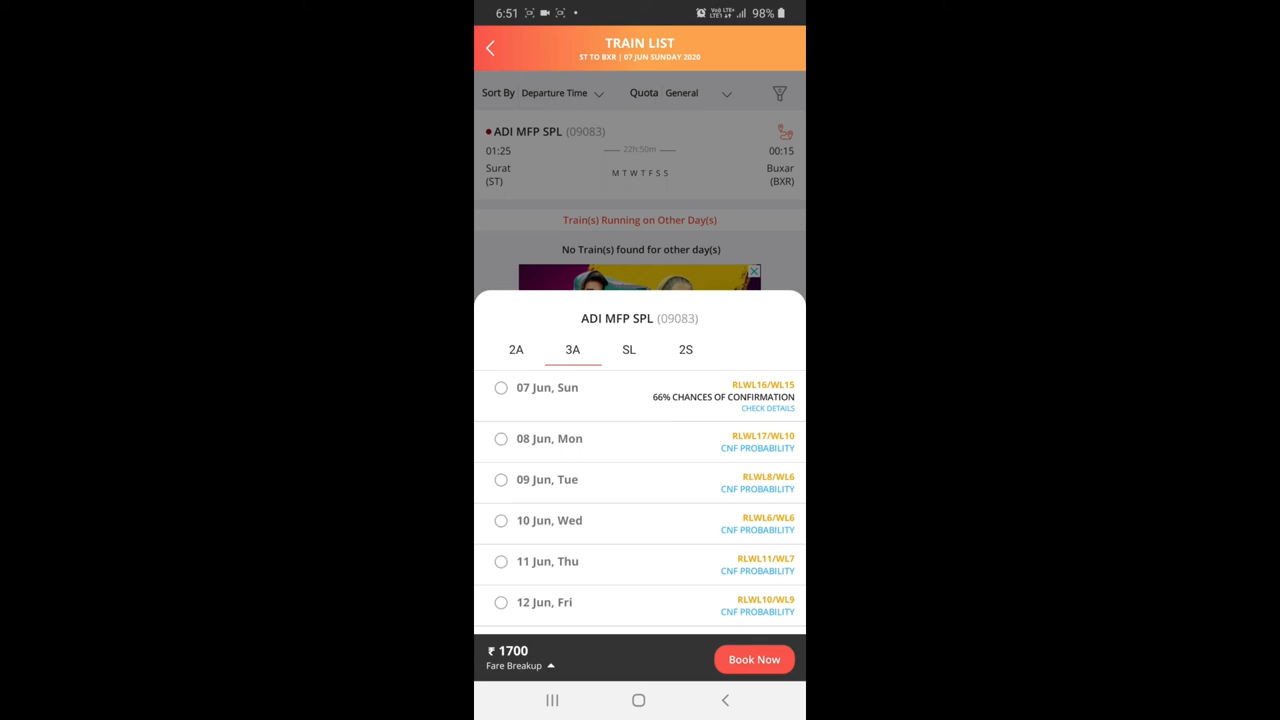 6:51 VoO LTE+ LTE1 98%
TRAIN LIST
ST TO BXR | 07 JUN SUNDAY 2020
Sort By Departure Time Quota General
ADI MFP SPL (09083)
01:25 22h:50m 00:15
Surat Buxar
(ST) M T W T F S S (BXR)
Train(s) Running on Other Day(s)
No Train(s) found for other day(s)
ADI MFP SPL (09083)
2A 3A SL 2S
07 Jun, Sun RLWL16/WL15
66% CHANCES OF CONFIRMATION
CHECK DETAILS
08 Jun, Mon RLWL17/WL10
CNF PROBABILITY
09 Jun, Tue RLWL8/WL6
CNF PROBABILITY
10 Jun, Wed RLWL6/WL6
CNF PROBABILITY
11 Jun, Thu RLWL11/WL7
CNF PROBABILITY
12 Jun, Fri RLWL10/WL9
CNF PROBABILITY
₹ 1700
Fare Breakup Book Now